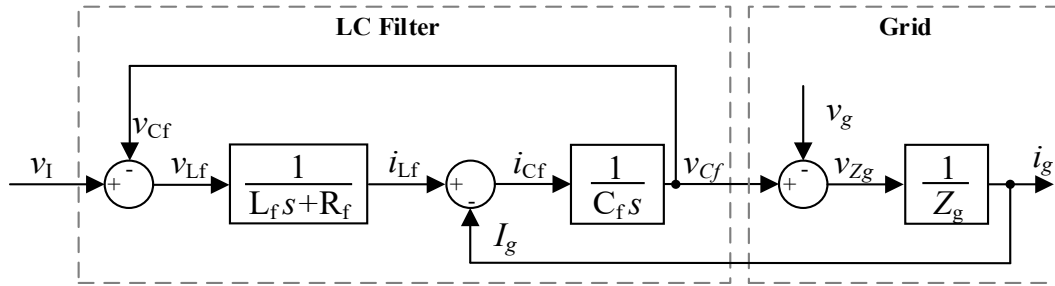 LC Filter
Grid
v_Cf
-
v_g
v_I
+
v_Lf
1
L_f s+R_f
i_Lf
+
-
i_Cf
1
C_f s
v_Cf
+
-
v_Zg
1
Z_g
i_g
I_g